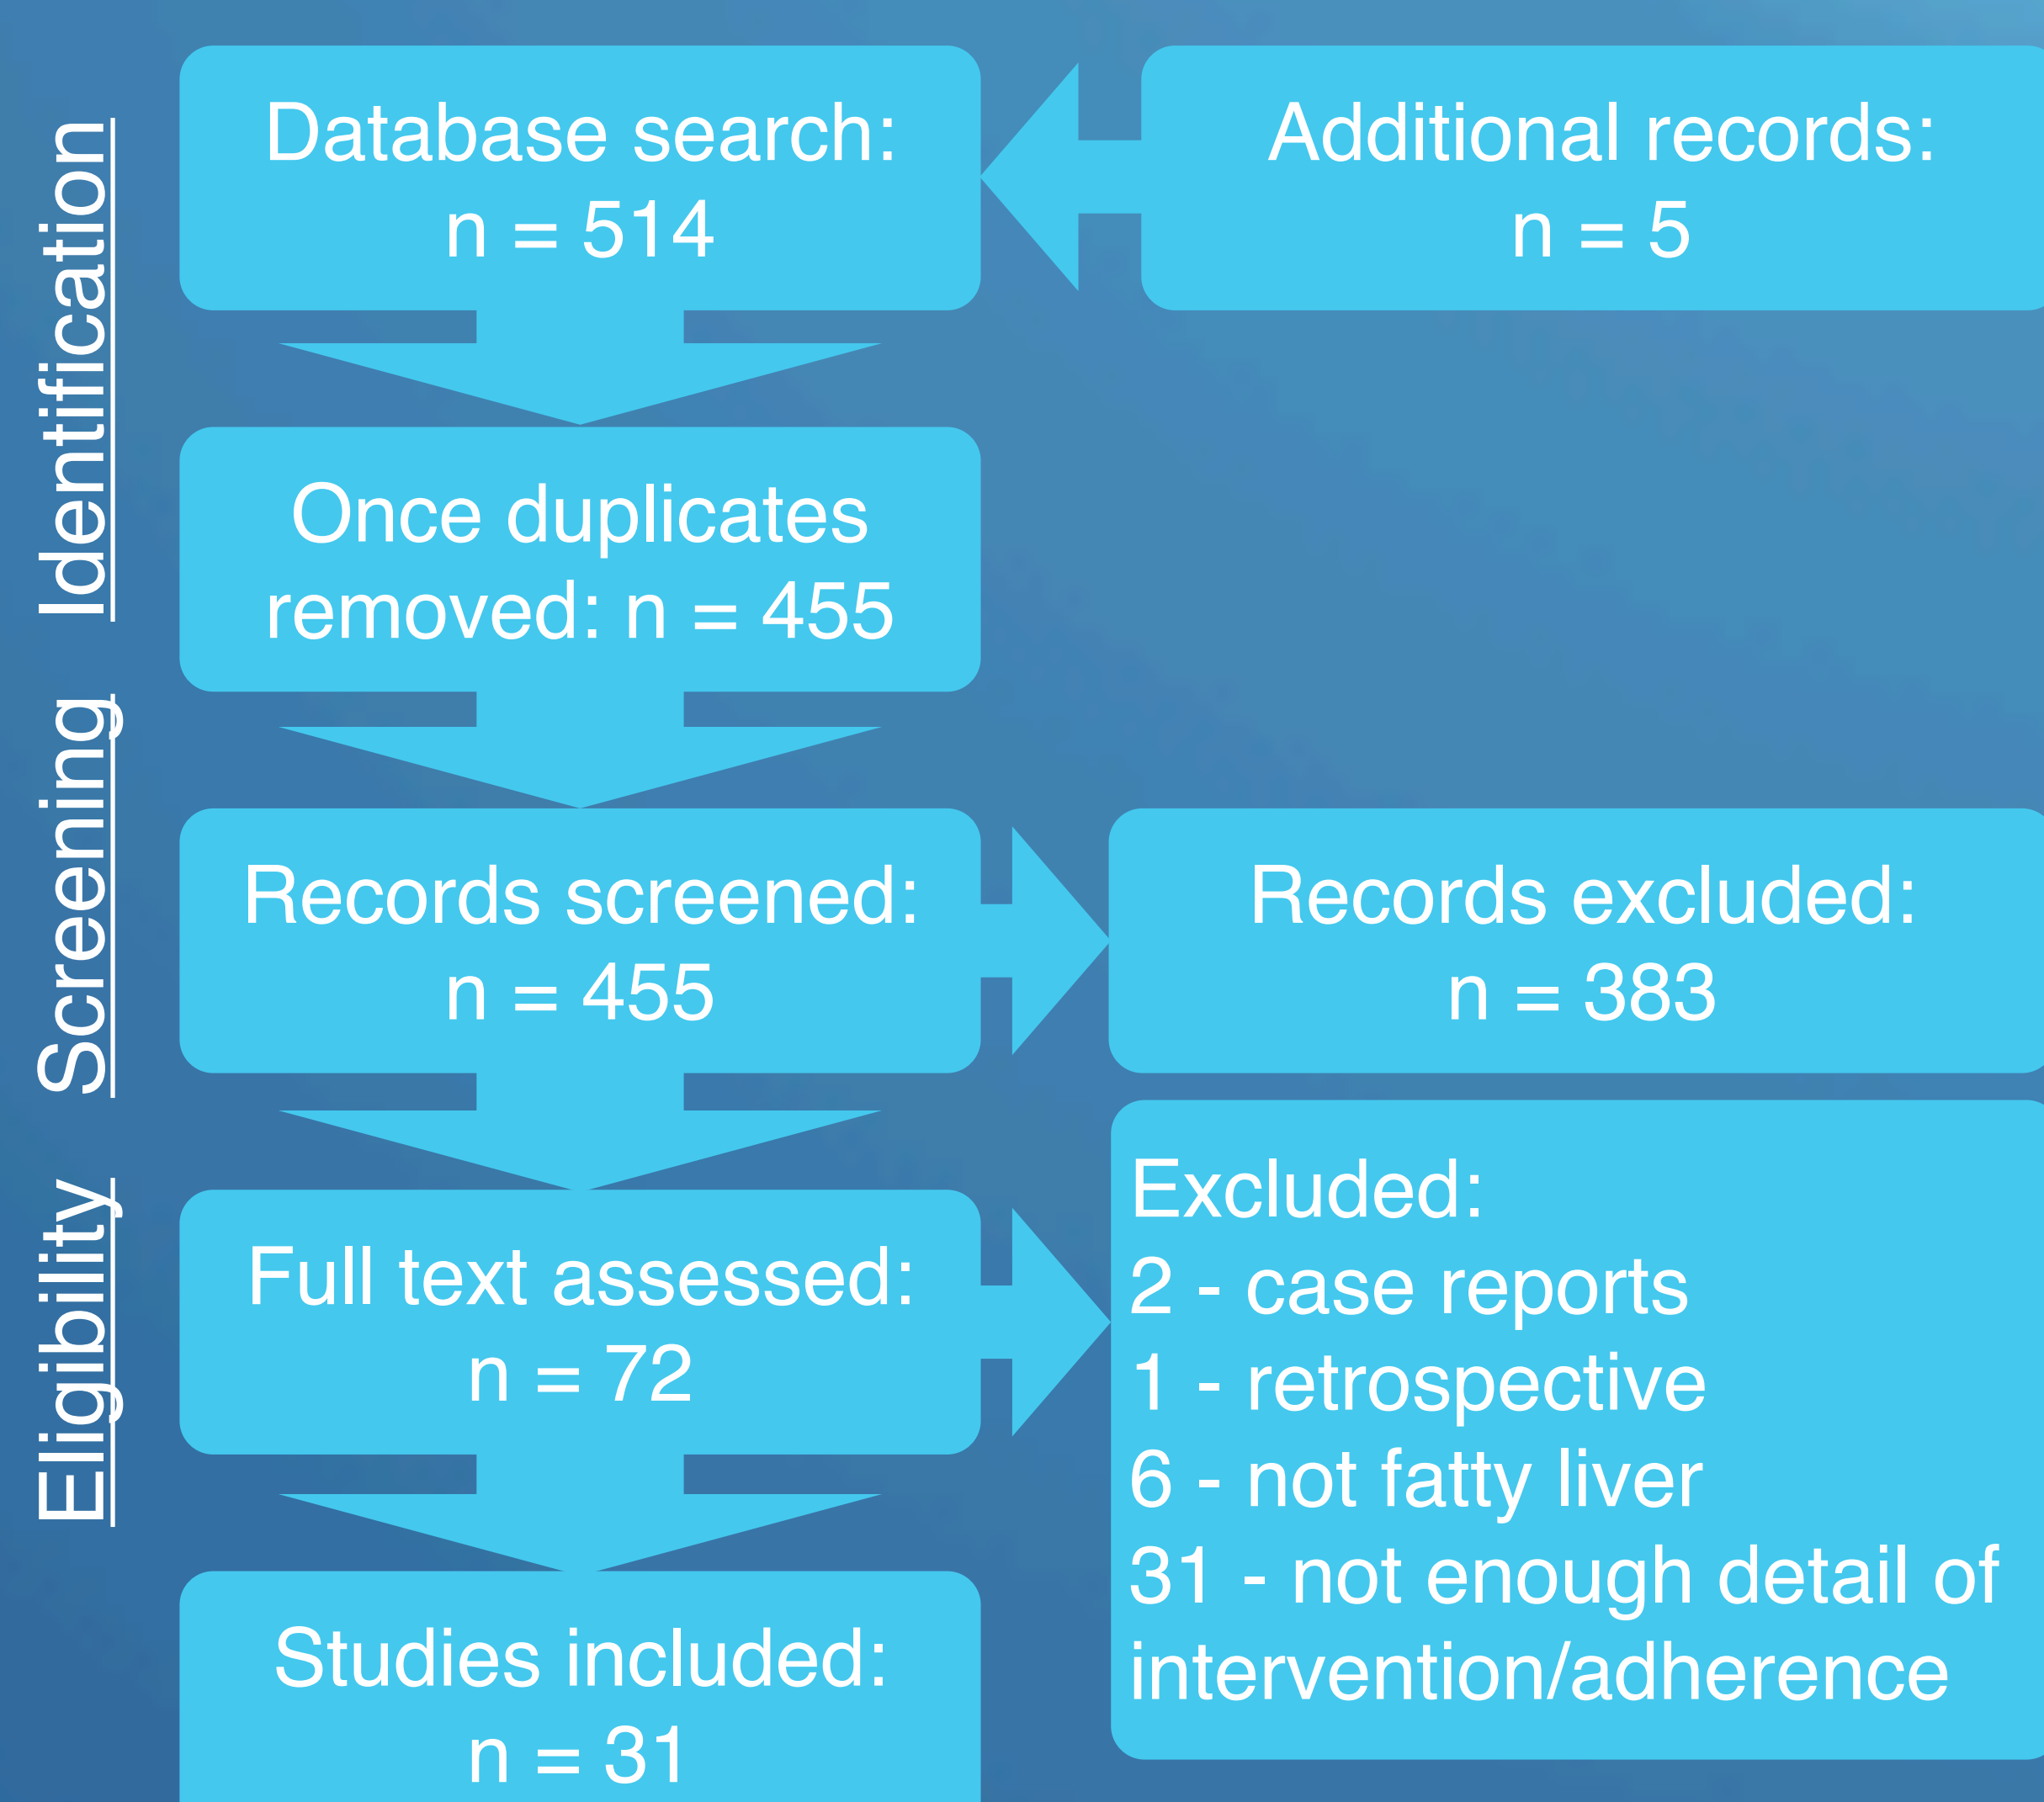 Identification
Database search:
n = 514
Additional records:
n = 5
Once duplicates
removed: n = 455
Screening
Records screened:
n = 455
Records excluded:
n = 383
Eligibility
Full text assessed:
n = 72
Excluded:
2 - case reports
1 - retrospective
6 - not fatty liver
31 - not enough detail of
intervention/adherence
Studies included:
n = 31